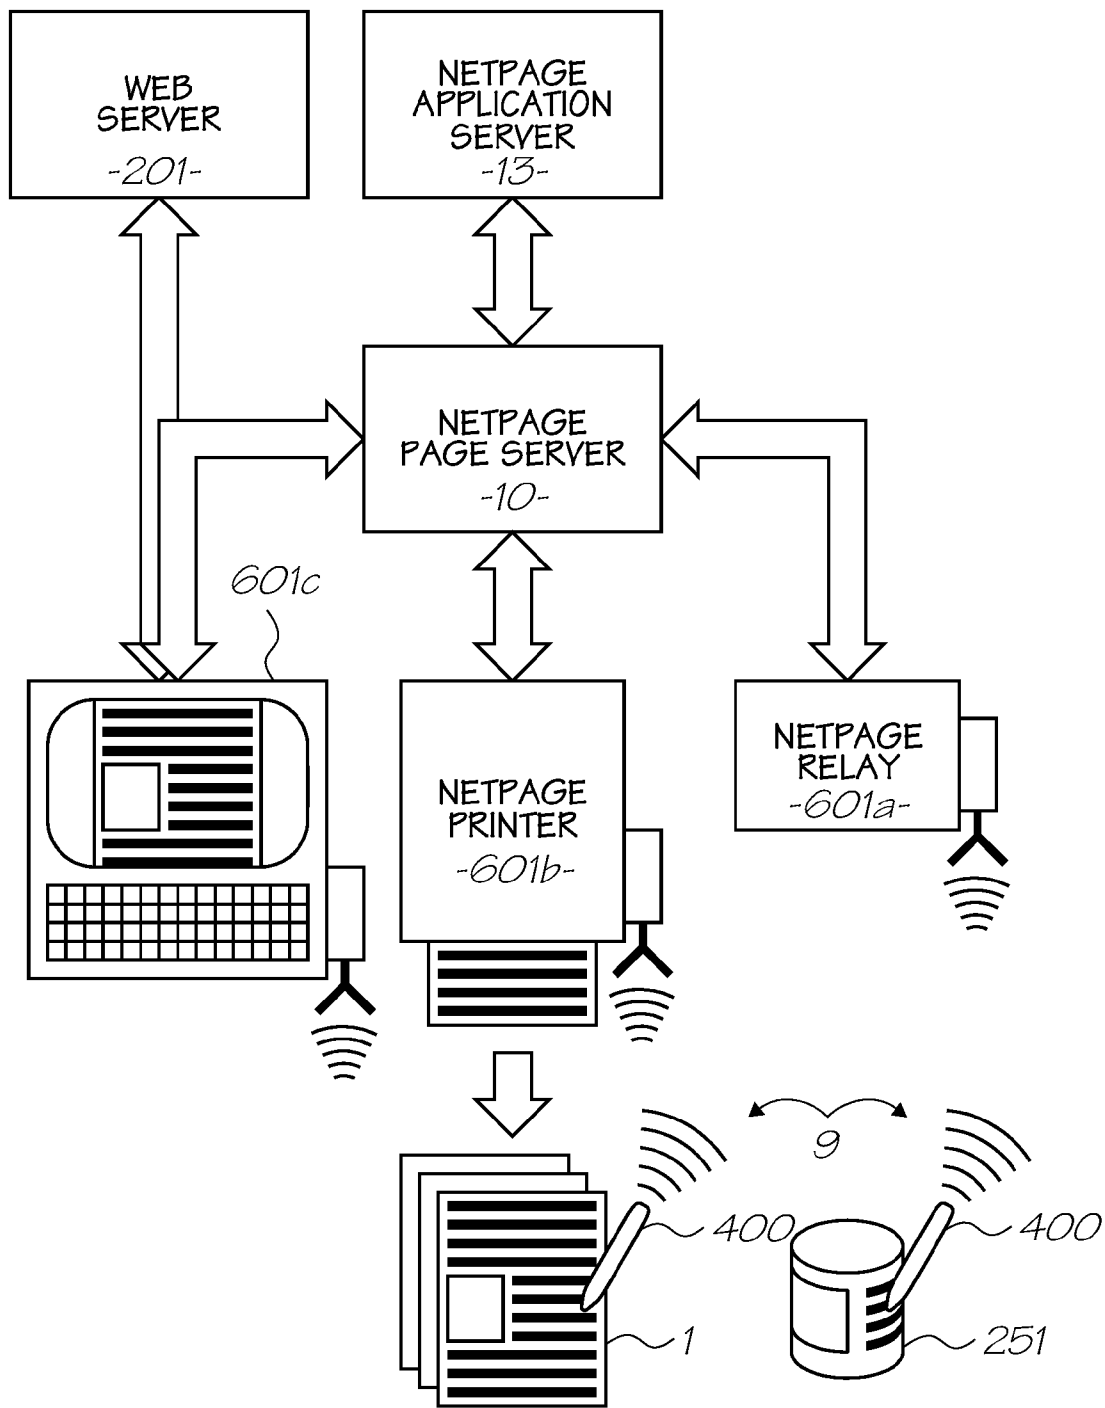 WEB
SERVER
-201-
NETPAGE
APPLICATION
SERVER
-13-
NETPAGE
PAGE SERVER
-10-
601c
NETPAGE
PRINTER
-601b-
NETPAGE
RELAY
-601a-
9
400
400
1
251